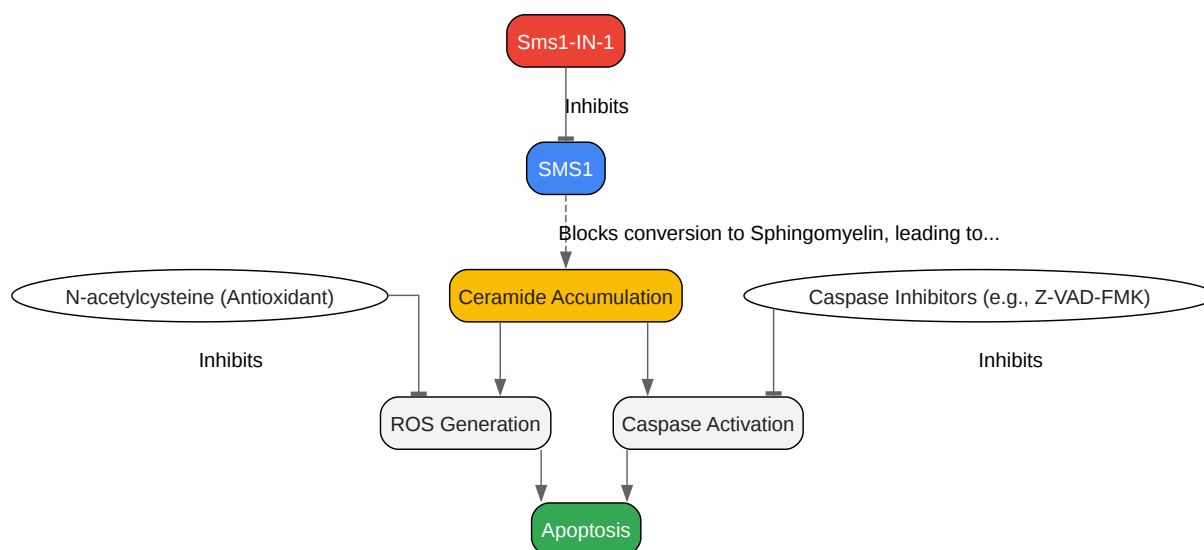 Sms1-IN-1
Inhibits
SMS1
Blocks conversion to Sphingomyelin, leading to...
N-acetylcysteine (Antioxidant)
Ceramide Accumulation
Caspase Inhibitors (e.g., Z-VAD-FMK)
Inhibits
Inhibits
ROS Generation
Caspase Activation
Apoptosis